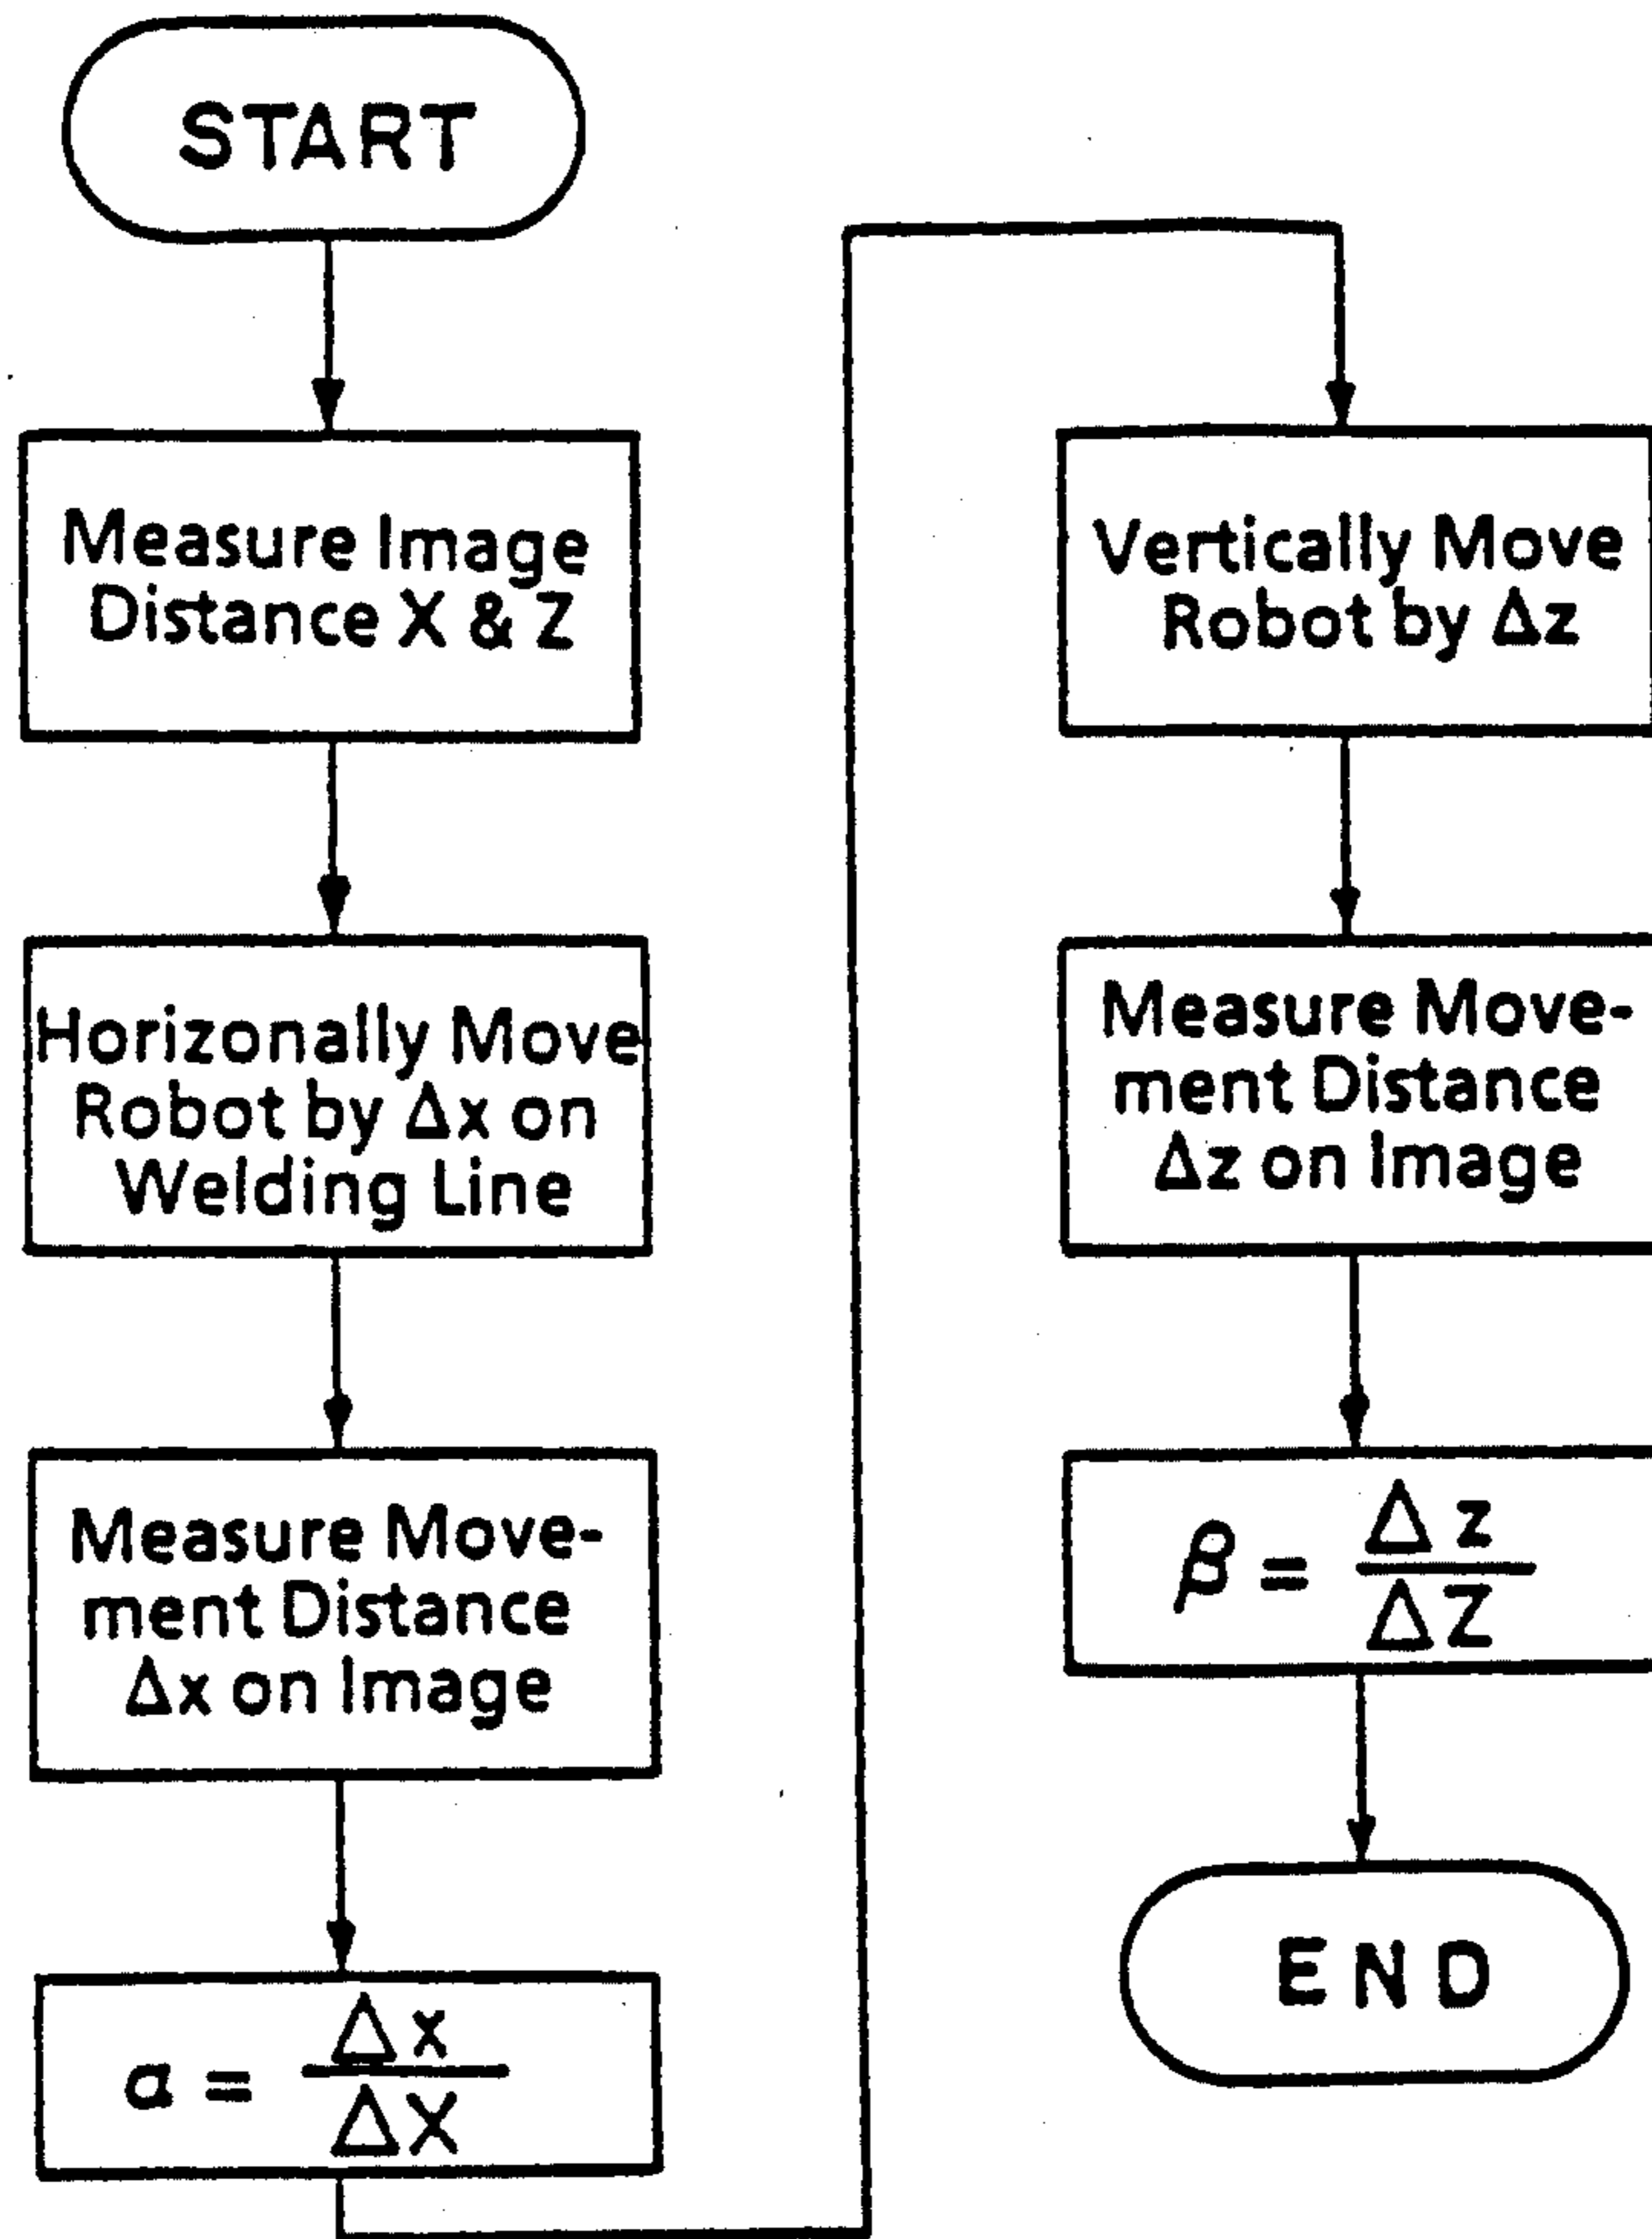 START
Measure Image
Distance X & Z
Horizonally Move
Robot by Δx on
Welding Line
Measure Move-
ment Distance
Δx on Image
α = Δx / ΔX
Vertically Move
Robot by Δz
Measure Move-
ment Distance
Δz on Image
β = Δz / ΔZ
END